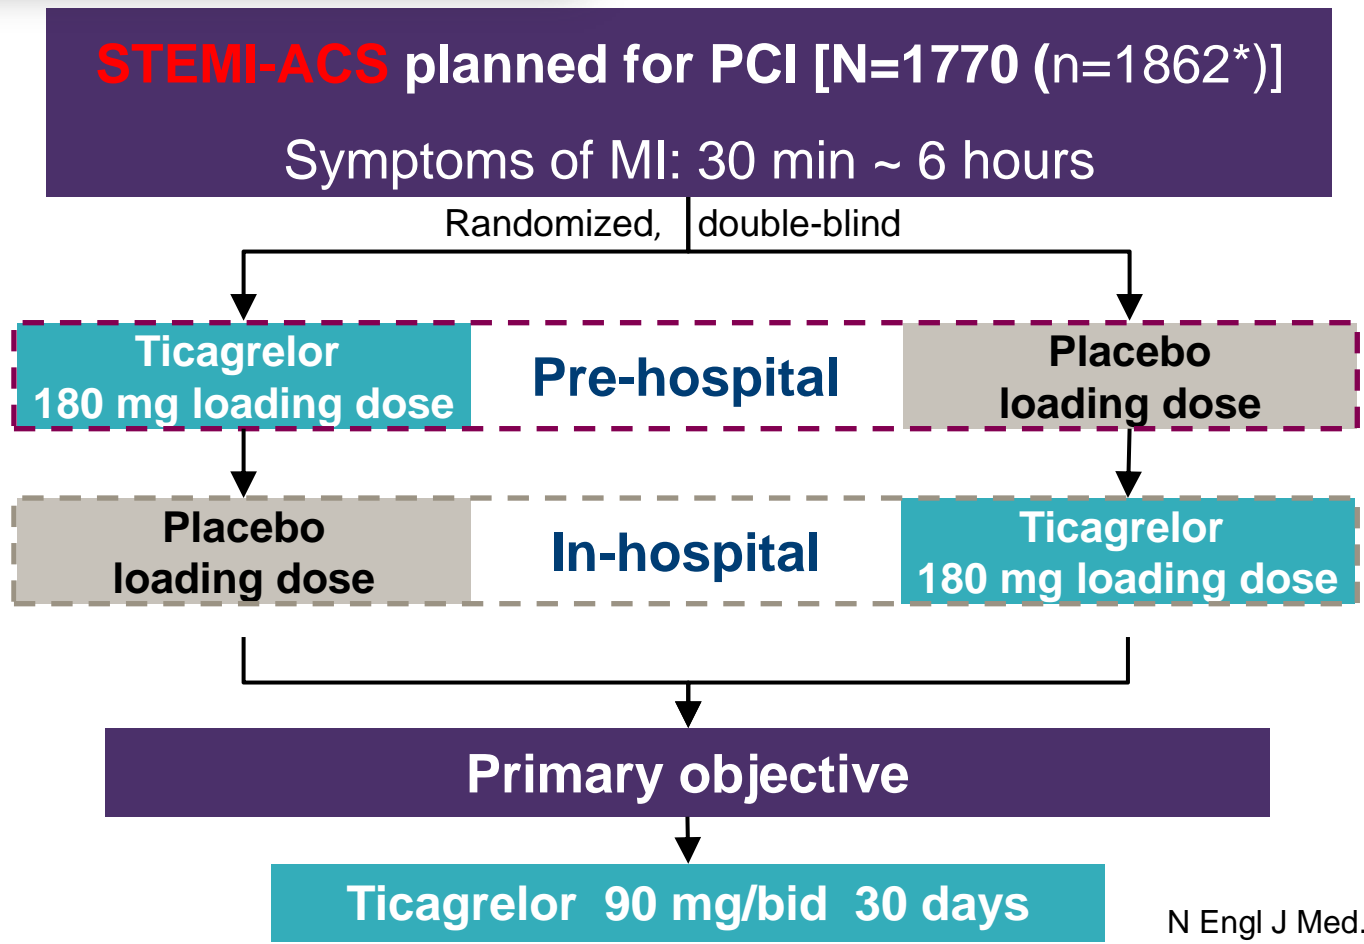 STEMI-ACS planned for PCI [N=1770 (n=1862*)]
Symptoms of MI: 30 min ~ 6 hours
Randomized, double-blind
Ticagrelor
180 mg loading dose
Pre-hospital
Placebo
loading dose
Placebo
loading dose
In-hospital
Ticagrelor
180 mg loading dose
Primary objective
Ticagrelor 90 mg/bid 30 days
N Engl J Med.